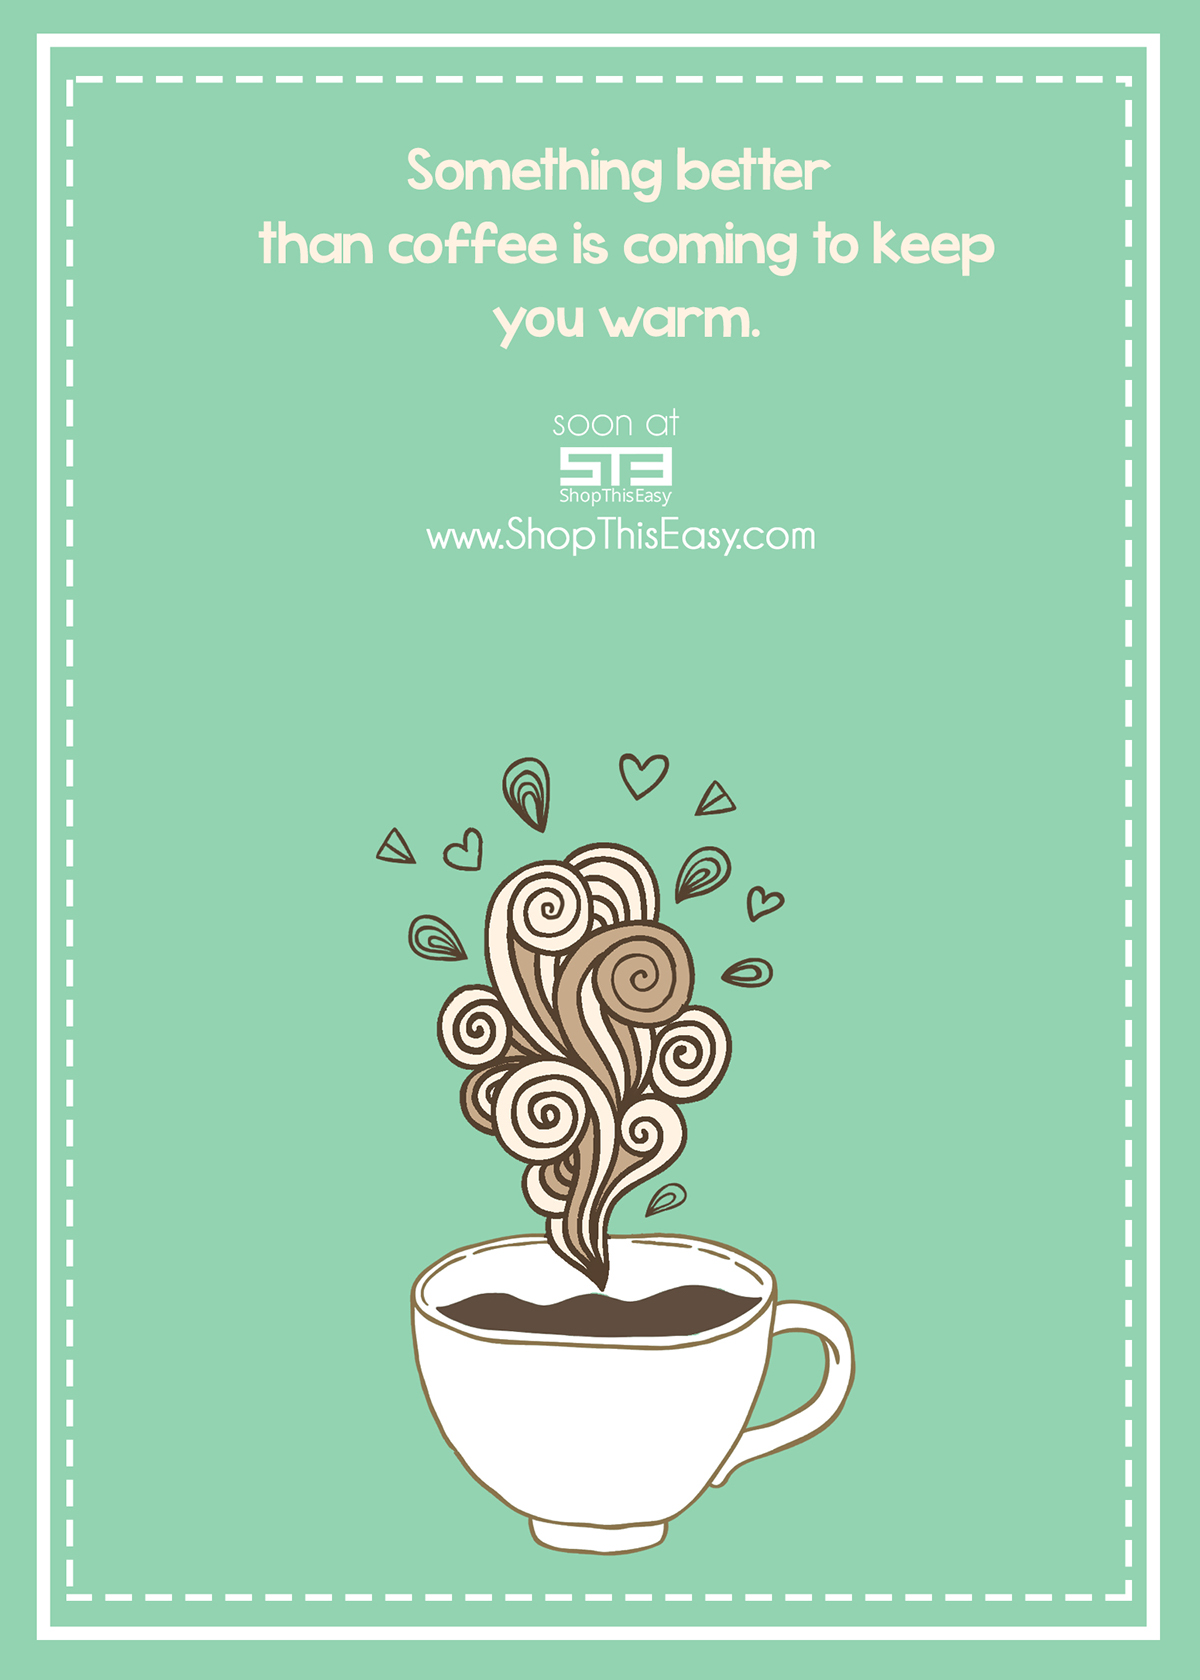 Something better
than coffee is coming to keep
you warm.
soon at
STE
ShopThisEasy
www.ShopThisEasy.com